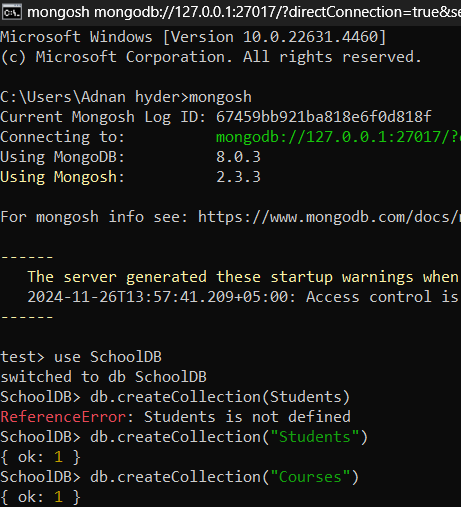 mongosh mongodb://127.0.0.1:27017/?directConnection=true&se
Microsoft Windows [Version 10.0.22631.4460]
(c) Microsoft Corporation. All rights reserved.
C:\Users\Adnan hyder>mongosh
Current Mongosh Log ID: 67459bb921ba818e6f0d818f
Connecting to: mongodb://127.0.0.1:27017/?
Using MongoDB: 8.0.3
Using Mongosh: 2.3.3
For mongosh info see: https://www.mongodb.com/docs/
------
The server generated these startup warnings when
2024-11-26T13:57:41.209+05:00: Access control is
------
test> use SchoolDB
switched to db SchoolDB
SchoolDB> db.createCollection(Students)
ReferenceError: Students is not defined
SchoolDB> db.createCollection("Students")
{ ok: 1 }
SchoolDB> db.createCollection("Courses")
{ ok: 1 }